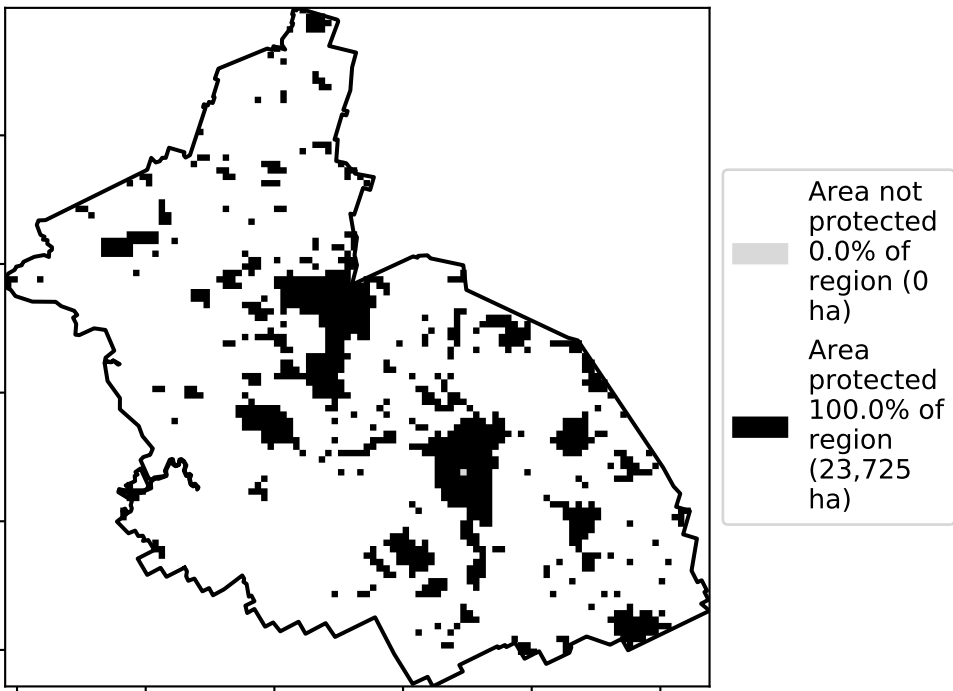 Area not
protected
0.0% of
region (0
ha)
Area
protected
100.0% of
region
(23,725
ha)